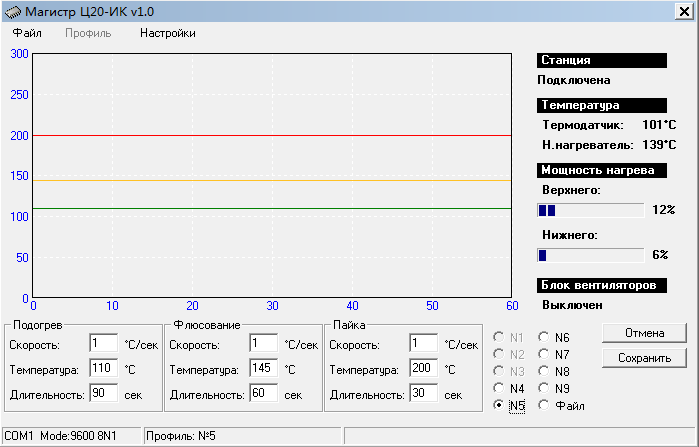 Магистр Ц20-ИК v1.0
Файл Профиль Настройки
300
250
200
150
100
50
0
0 10 20 30 40 50 60
Станция
Подключена
Температура
Термодатчик: 101°C
Н.нагреватель: 139°C
Мощность нагрева
Верхнего:
12%
Нижнего:
6%
Блок вентиляторов
Выключен
Подогрев
Скорость: 1 °C/сек
Температура: 110 °C
Длительность: 90 сек
Флюсование
Скорость: 1 °C/сек
Температура: 145 °C
Длительность: 60 сек
Пайка
Скорость: 1 °C/сек
Температура: 200 °C
Длительность: 30 сек
N1 N6
N2 N7
N3 N8
N4 N9
N5 Файл
Отмена
Сохранить
COM1 Mode:9600 8N1 Профиль: №5